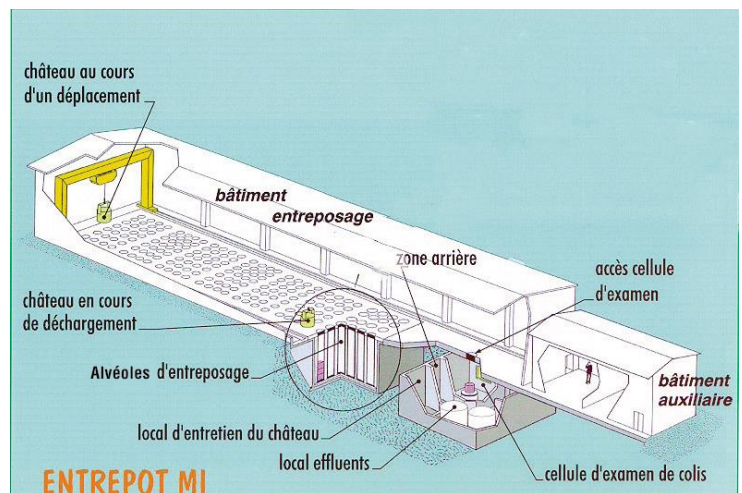 château au cours
d'un déplacement
bâtiment
entreposage
zone arrière
accès cellule
d'examen
château en cours
de déchargement
Alvéoles d'entreposage
bâtiment
auxiliaire
local d'entretien du château
local effluents
cellule d'examen de colis
ENTREPOT MI